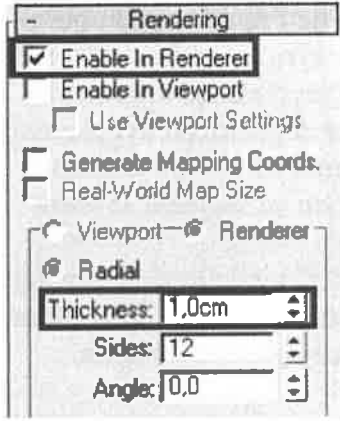 - Rendering
Enable In Renderer
Enable In Viewport
Use Viewport Settings
Generate Mapping Coords.
Real-World Map Size
Viewport Renderer
Radial
Thickness: 1,0cm
Sides: 12
Angle: 0,0